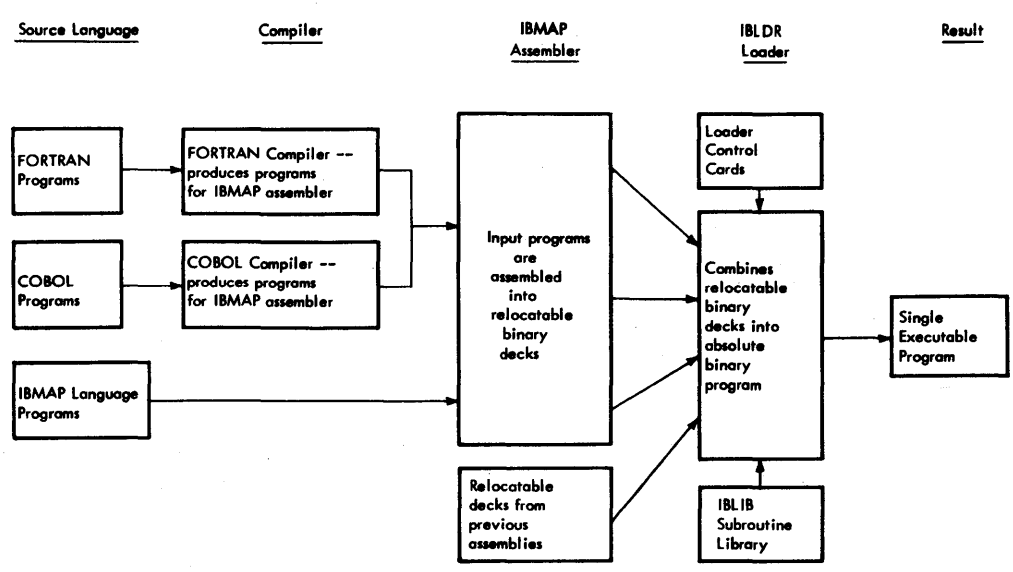 Source Language
Compiler
IBMAP
Assembler
IBLDR
Loader
Result
FORTRAN
Programs
FORTRAN Compiler --
produces programs
for IBMAP assembler
COBOL
Programs
COBOL Compiler --
produces programs
for IBMAP assembler
IBMAP Language
Programs
Input programs
are
assembled
into
relocatable
binary
decks
Relocatable
decks from
previous
assemblies
Loader
Control
Cards
Combines
relocatable
binary
decks into
absolute
binary
program
IBLIB
Subroutine
Library
Single
Executable
Program